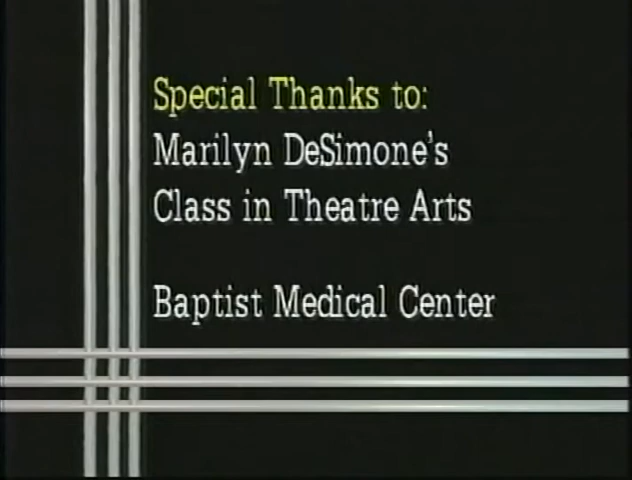 Special Thanks to:
Marilyn DeSimone's
Class in Theatre Arts
Baptist Medical Center